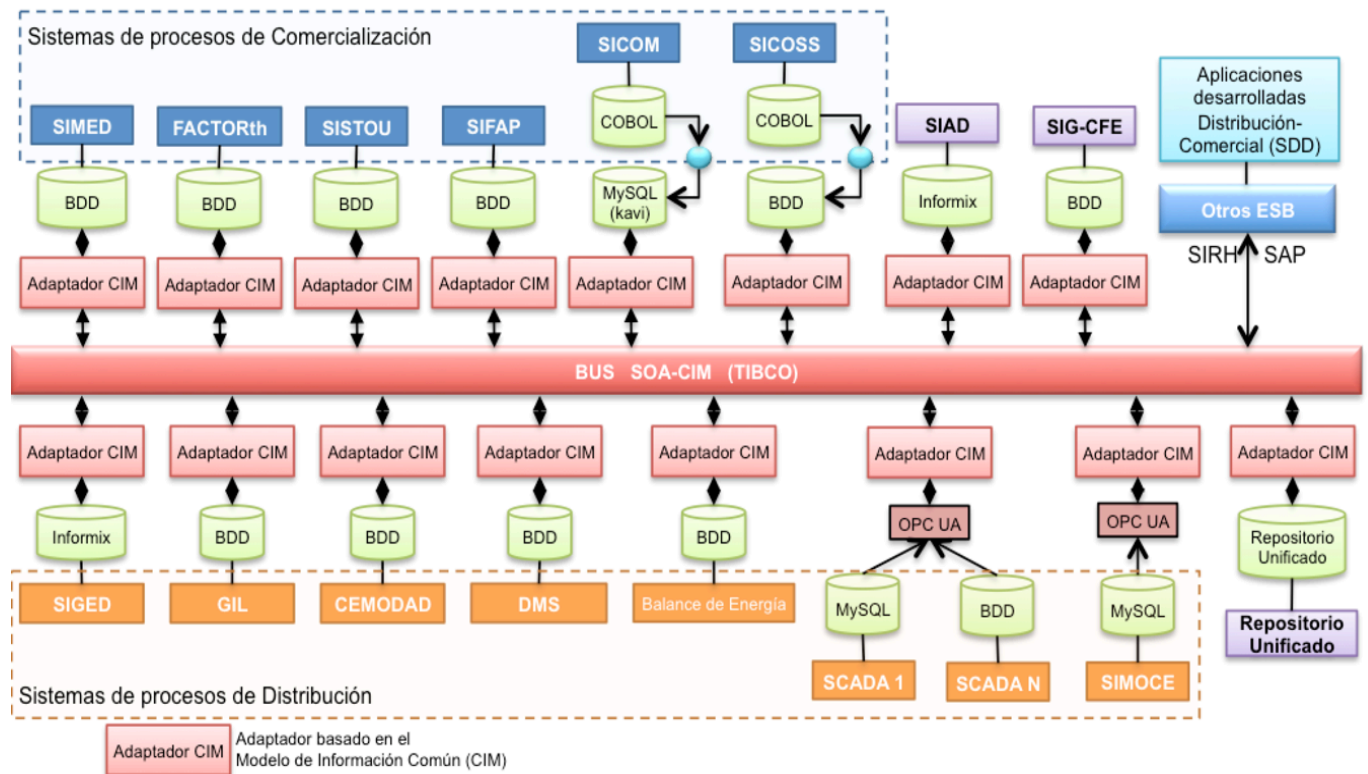 Sistemas de procesos de Comercialización
SICOM
SICOSS
Aplicaciones
desarrolladas
Distribución-
Comercial (SDD)
COBOL
COBOL
SIMED
FACTORth
SISTOU
SIFAP
SIAD
SIG-CFE
BDD
BDD
BDD
BDD
MySQL
(kavi)
BDD
Informix
BDD
Otros ESB
SIRH
SAP
Adaptador CIM
Adaptador CIM
Adaptador CIM
Adaptador CIM
Adaptador CIM
Adaptador CIM
Adaptador CIM
Adaptador CIM
BUS SOA-CIM (TIBCO)
Adaptador CIM
Adaptador CIM
Adaptador CIM
Adaptador CIM
Adaptador CIM
Adaptador CIM
Adaptador CIM
Adaptador CIM
OPC UA
OPC UA
Informix
BDD
BDD
BDD
BDD
Repositorio
Unificado
SIGED
GIL
CEMODAD
DMS
Balance de Energía
MySQL
BDD
MySQL
Repositorio
Unificado
SCADA 1
SCADA N
SIMOCE
Sistemas de procesos de Distribución
Adaptador CIM
Adaptador basado en el
Modelo de Información Común (CIM)